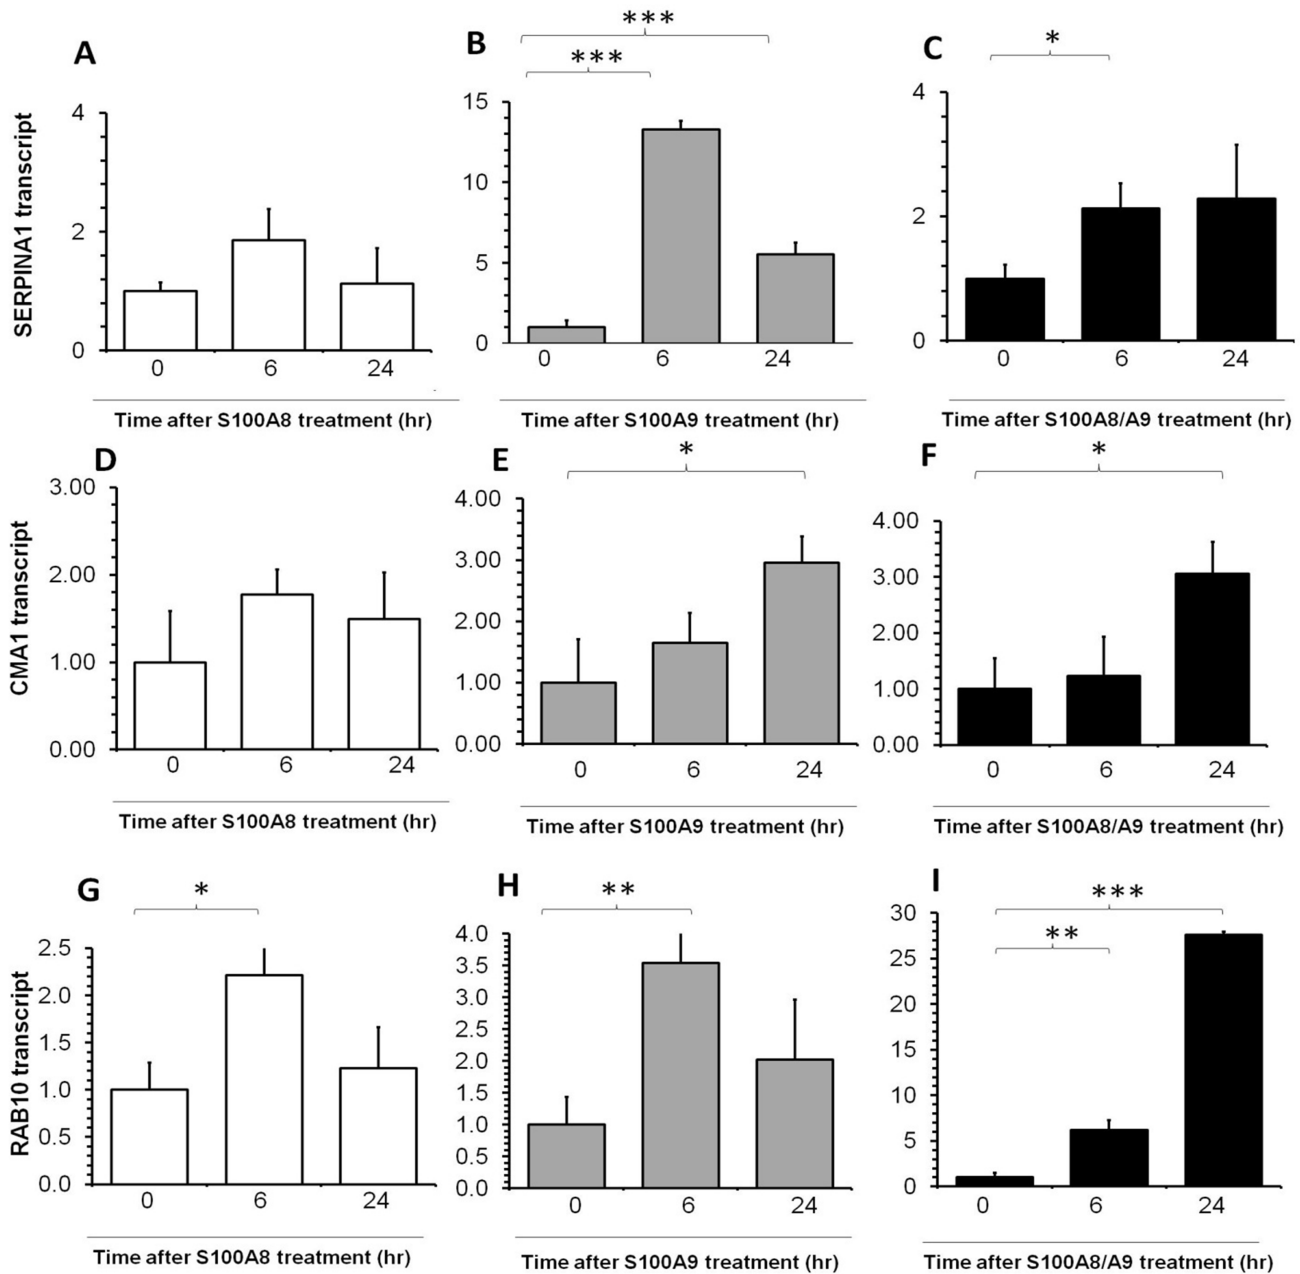 A
B
C
***
***
*
SERPINA1 transcript
4
2
0
0 6 24
Time after S100A8 treatment (hr)
15
10
5
0
0 6 24
Time after S100A9 treatment (hr)
4
2
0
0 6 24
Time after S100A8/A9 treatment (hr)
D
E
F
*
*
CMA1 transcript
3.00
2.00
1.00
0.00
0 6 24
Time after S100A8 treatment (hr)
4.00
3.00
2.00
1.00
0.00
0 6 24
Time after S100A9 treatment (hr)
4.00
3.00
2.00
1.00
0.00
0 6 24
Time after S100A8/A9 treatment (hr)
G
H
I
*
**
***
**
RAB10 transcript
2.5
2.0
1.5
1.0
0.5
0.0
0 6 24
Time after S100A8 treatment (hr)
4.0
3.5
3.0
2.5
2.0
1.5
1.0
0.5
0.0
0 6 24
Time after S100A9 treatment (hr)
30
25
20
15
10
5
0
0 6 24
Time after S100A8/A9 treatment (hr)